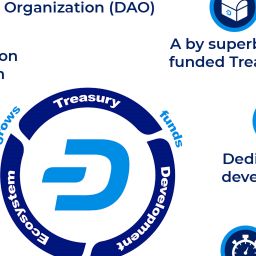 Organization (DAO)
A by superb
funded Trea
on
grows
Treasury
funds
Ecosystem
Development
Dedi
deve